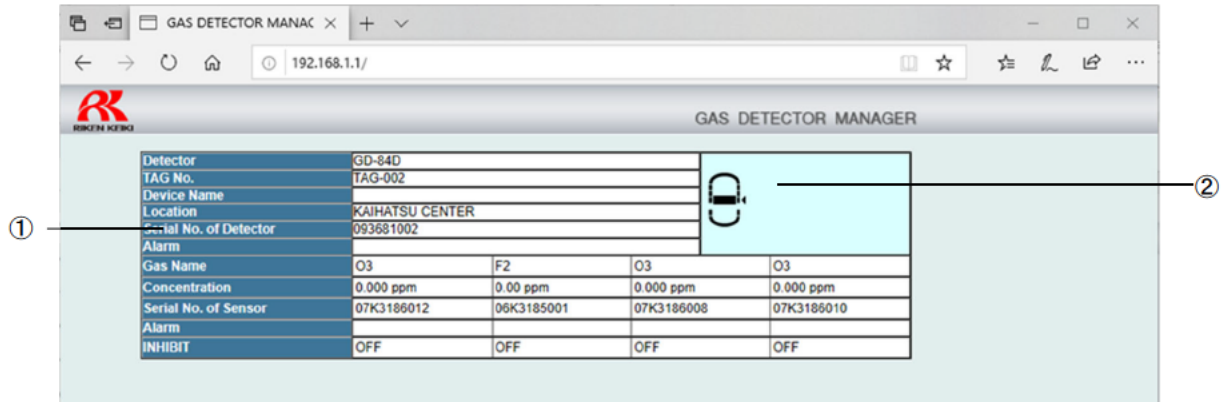 GAS DETECTOR MANAC
192.168.1.1/
RIKEN KEIKI
GAS DETECTOR MANAGER
Detector GD-84D
TAG No. TAG-002
Device Name
②
Location KAIHATSU CENTER
① Serial No. of Detector 093681002
Alarm
Gas Name O3 F2 O3 O3
Concentration 0.000 ppm 0.00 ppm 0.000 ppm 0.000 ppm
Serial No. of Sensor 07K3186012 06K3185001 07K3186008 07K3186010
Alarm
INHIBIT OFF OFF OFF OFF